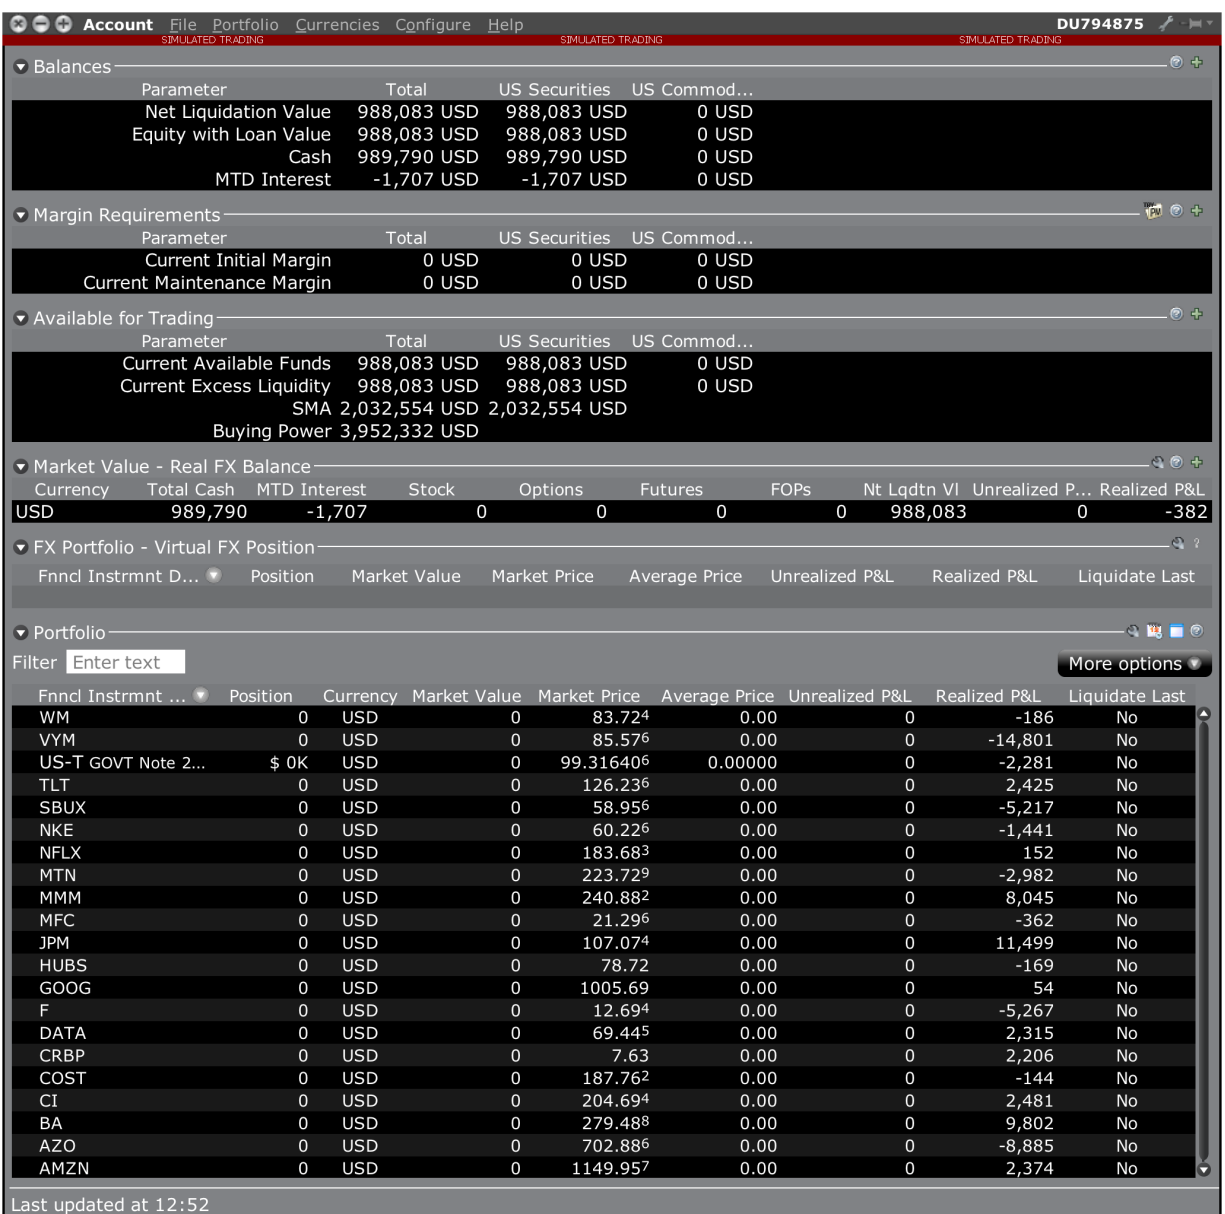 Account File Portfolio Currencies Configure Help DU794875
SIMULATED TRADING SIMULATED TRADING SIMULATED TRADING
Balances
Parameter Total US Securities US Commod...
Net Liquidation Value 988,083 USD 988,083 USD 0 USD
Equity with Loan Value 988,083 USD 988,083 USD 0 USD
Cash 989,790 USD 989,790 USD 0 USD
MTD Interest -1,707 USD -1,707 USD 0 USD
Margin Requirements
Parameter Total US Securities US Commod...
Current Initial Margin 0 USD 0 USD 0 USD
Current Maintenance Margin 0 USD 0 USD 0 USD
Available for Trading
Parameter Total US Securities US Commod...
Current Available Funds 988,083 USD 988,083 USD 0 USD
Current Excess Liquidity 988,083 USD 988,083 USD 0 USD
SMA 2,032,554 USD 2,032,554 USD
Buying Power 3,952,332 USD
Market Value - Real FX Balance
Currency Total Cash MTD Interest Stock Options Futures FOPs Nt Lqdtn Vl Unrealized P... Realized P&L
USD 989,790 -1,707 0 0 0 0 988,083 0 -382
FX Portfolio - Virtual FX Position
Fnncl Instrmnt D... Position Market Value Market Price Average Price Unrealized P&L Realized P&L Liquidate Last
Portfolio
Filter Enter text More options
Fnncl Instrmnt ... Position Currency Market Value Market Price Average Price Unrealized P&L Realized P&L Liquidate Last
WM 0 USD 0 83.724 0.00 0 -186 No
VYM 0 USD 0 85.576 0.00 0 -14,801 No
US-T GOVT Note 2... $ 0K USD 0 99.316406 0.00000 0 -2,281 No
TLT 0 USD 0 126.236 0.00 0 2,425 No
SBUX 0 USD 0 58.956 0.00 0 -5,217 No
NKE 0 USD 0 60.226 0.00 0 -1,441 No
NFLX 0 USD 0 183.683 0.00 0 152 No
MTN 0 USD 0 223.729 0.00 0 -2,982 No
MMM 0 USD 0 240.882 0.00 0 8,045 No
MFC 0 USD 0 21.296 0.00 0 -362 No
JPM 0 USD 0 107.074 0.00 0 11,499 No
HUBS 0 USD 0 78.72 0.00 0 -169 No
GOOG 0 USD 0 1005.69 0.00 0 54 No
F 0 USD 0 12.694 0.00 0 -5,267 No
DATA 0 USD 0 69.445 0.00 0 2,315 No
CRBP 0 USD 0 7.63 0.00 0 2,206 No
COST 0 USD 0 187.762 0.00 0 -144 No
CI 0 USD 0 204.694 0.00 0 2,481 No
BA 0 USD 0 279.488 0.00 0 9,802 No
AZO 0 USD 0 702.886 0.00 0 -8,885 No
AMZN 0 USD 0 1149.957 0.00 0 2,374 No
Last updated at 12:52